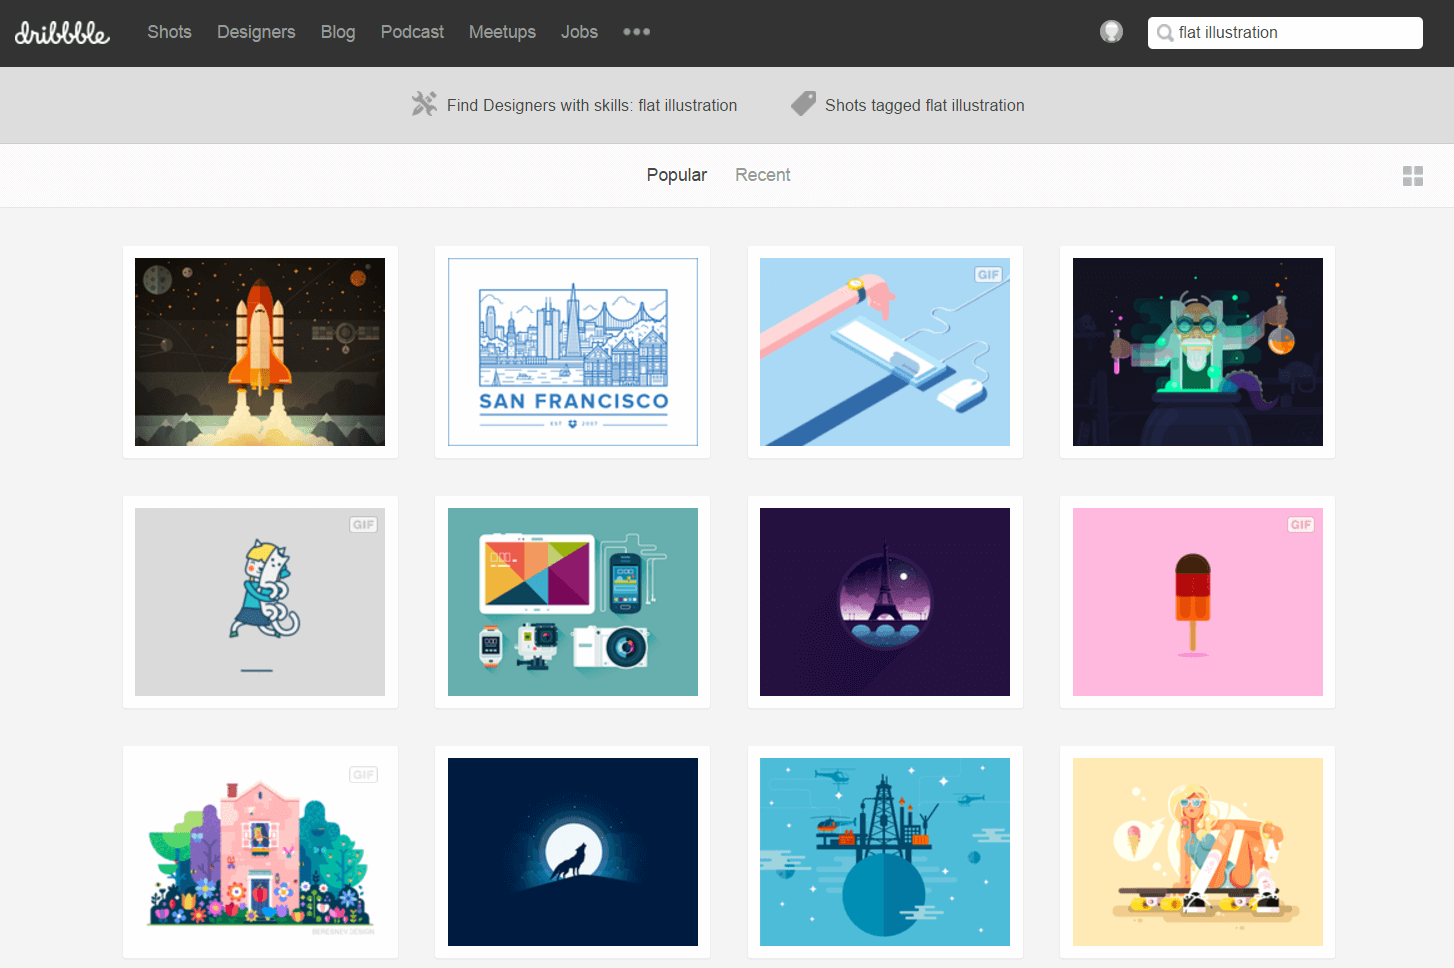 dribbble
Shots
Designers
Blog
Podcast
Meetups
Jobs
flat illustration
Find Designers with skills: flat illustration
Shots tagged flat illustration
Popular
Recent
SAN FRANCISCO
EST 2007
GIF
GIF
GIF
GIF